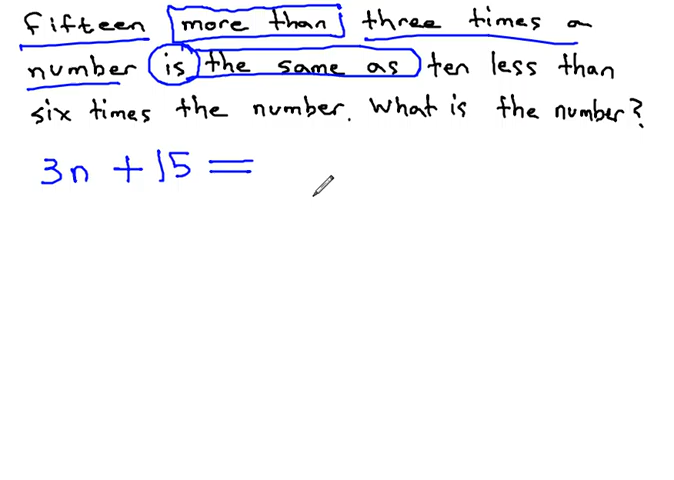 Fifteen more than three times a
number is the same as ten less than
six times the number. What is the number?
3n + 15 =